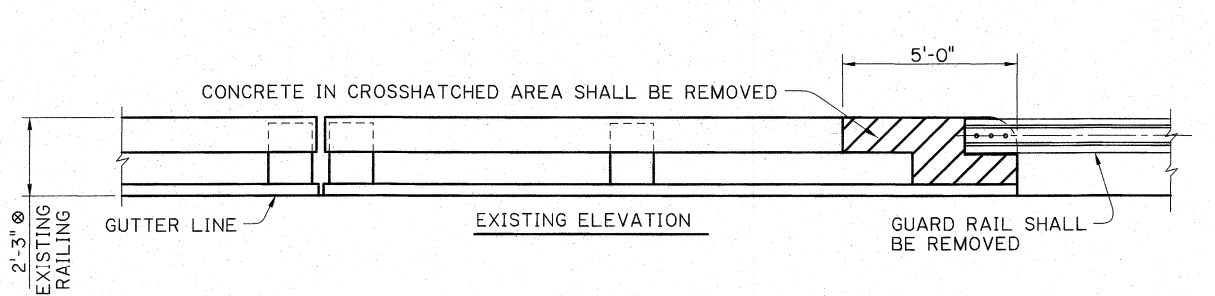 5'-0"
CONCRETE IN CROSSHATCHED AREA SHALL BE REMOVED
2'-3" ⊗
EXISTING
RAILING
GUTTER LINE
EXISTING ELEVATION
GUARD RAIL SHALL
BE REMOVED